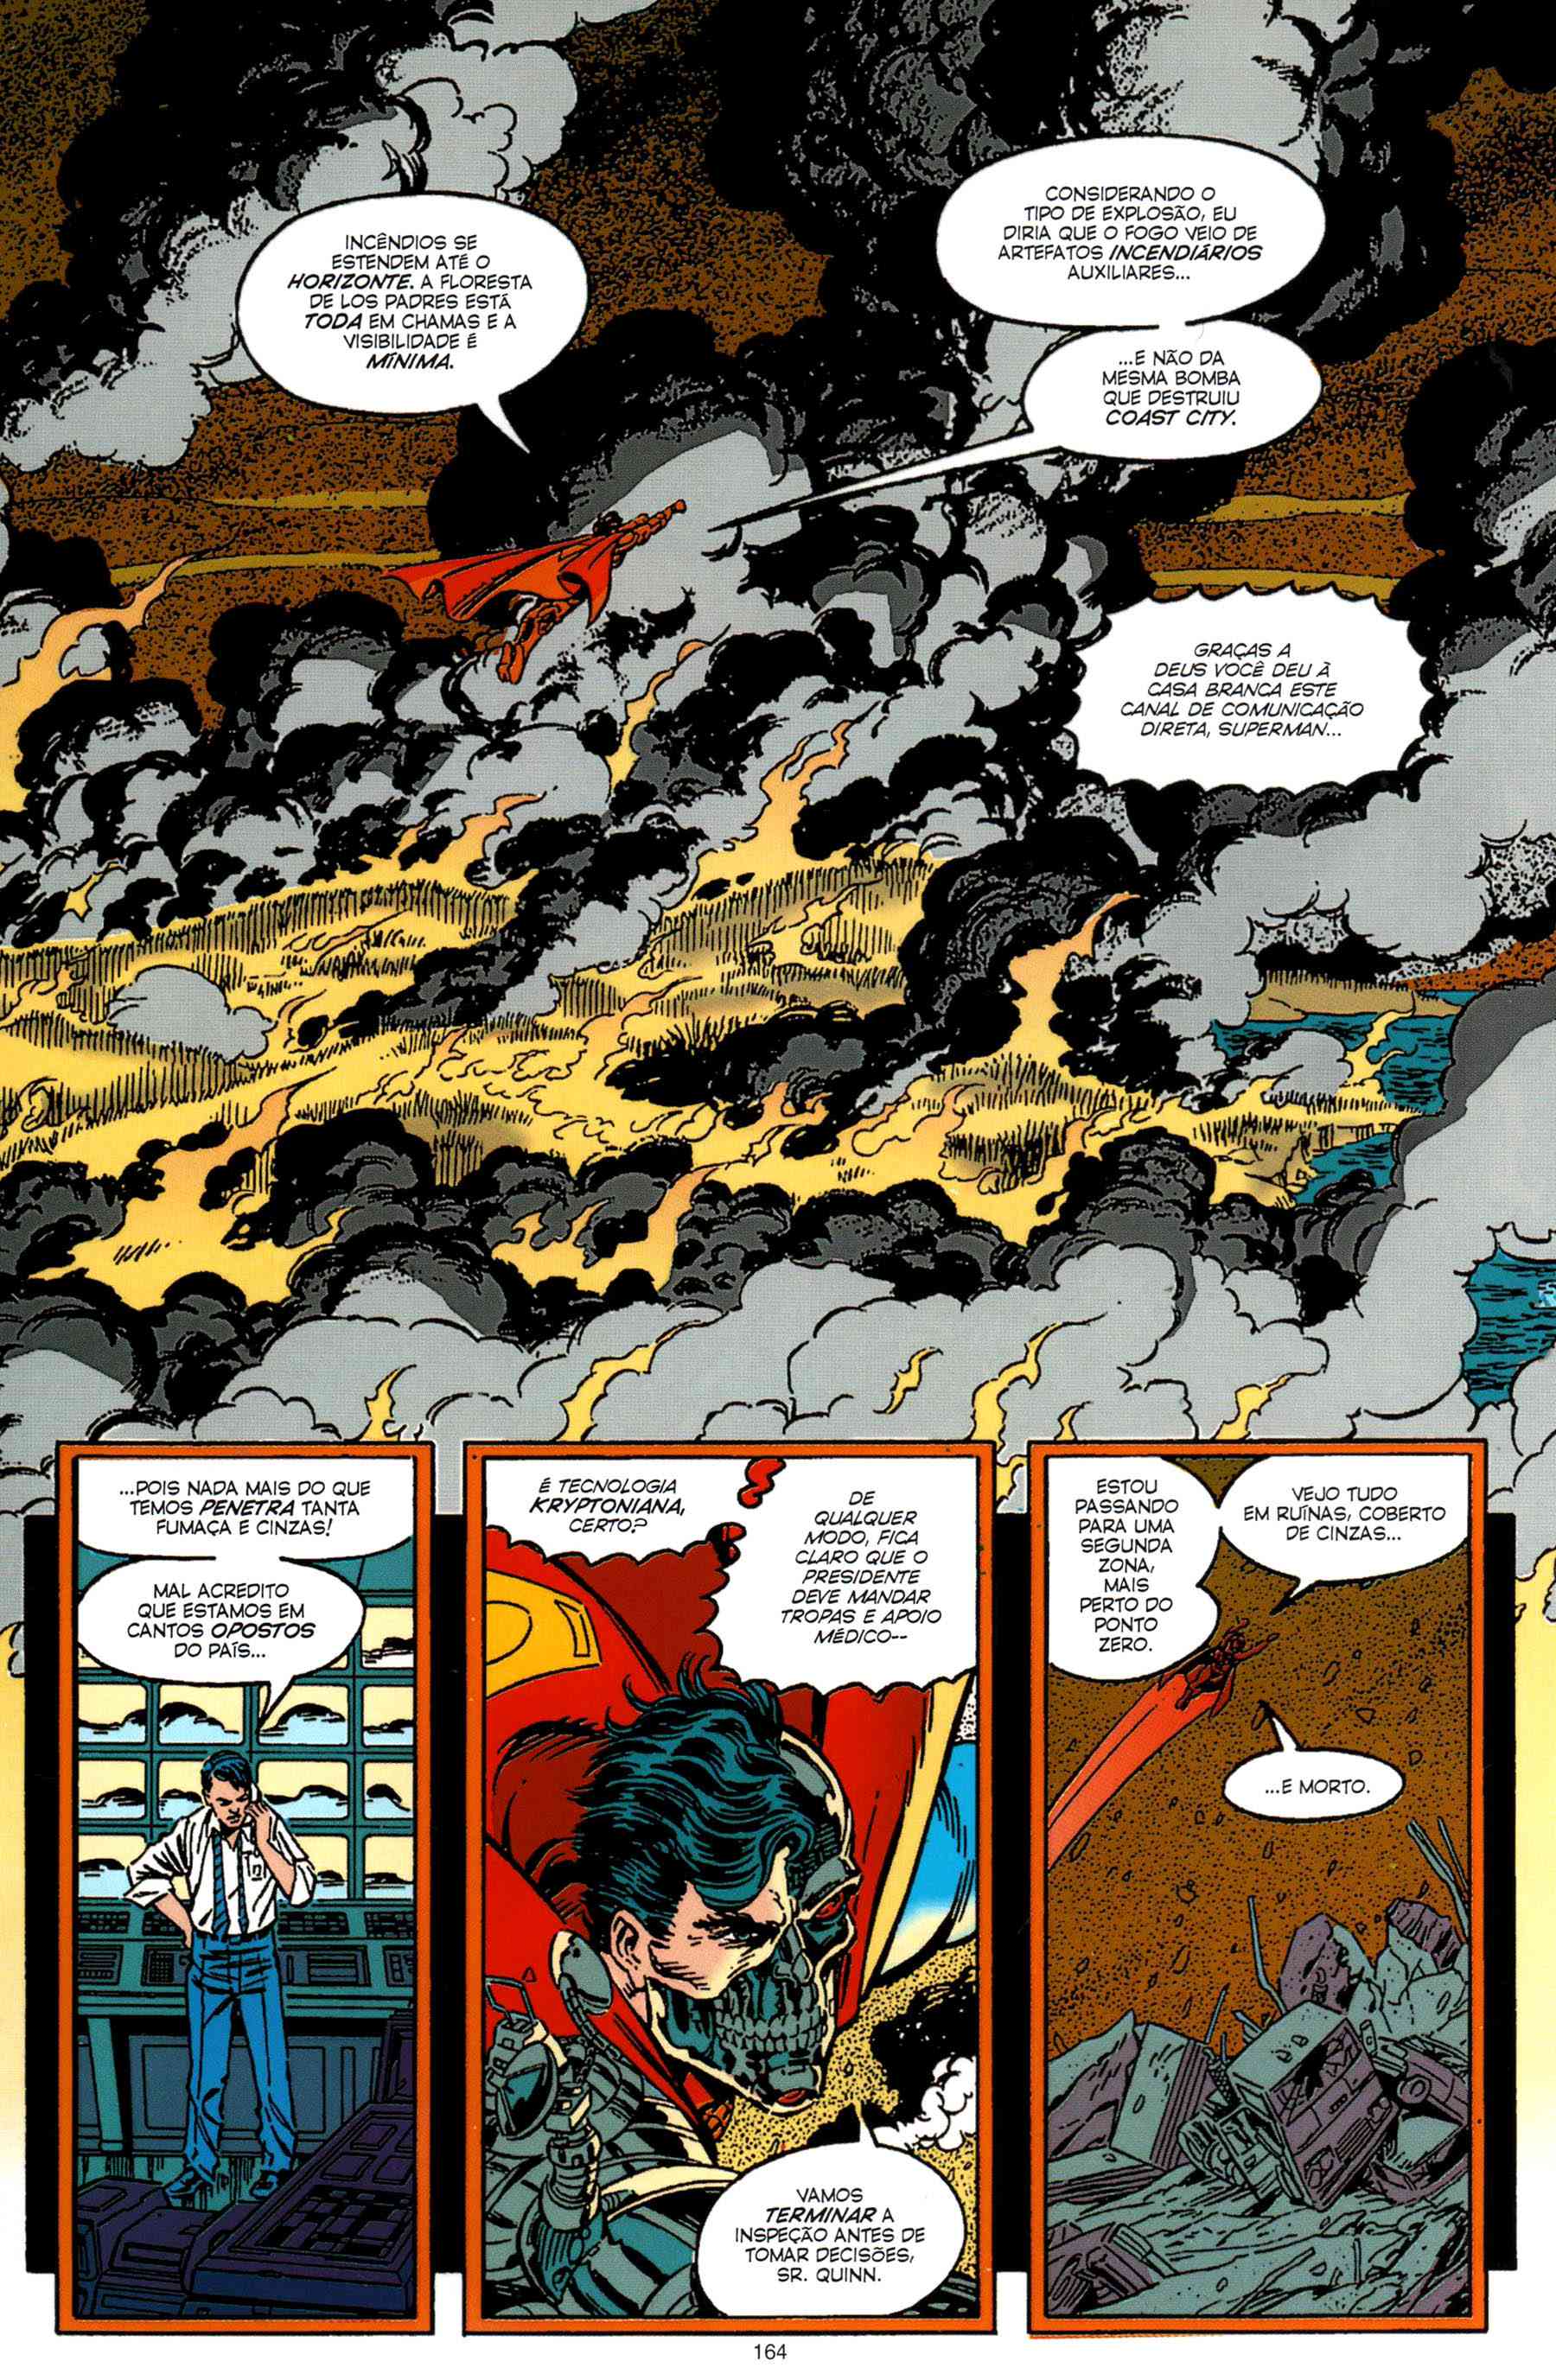 INCÊNDIOS SE
ESTENDEM ATÉ O
HORIZONTE. A FLORESTA
DE LOS PADRES ESTÁ
TODA EM CHAMAS E A
VISIBILIDADE É
MÍNIMA.
CONSIDERANDO O
TIPO DE EXPLOSÃO, EU
DIRIA QUE O FOGO VEIO DE
ARTEFATOS INCENDIÁRIOS
AUXILIARES...
...E NÃO DA
MESMA BOMBA
QUE DESTRUIU
COAST CITY.
GRAÇAS A
DEUS VOCÊ DEU À
CASA BRANCA ESTE
CANAL DE COMUNICAÇÃO
DIRETA, SUPERMAN...
...POIS NADA MAIS DO QUE
TEMOS PENETRA TANTA
FUMAÇA E CINZAS!
MAL ACREDITO
QUE ESTAMOS EM
CANTOS OPOSTOS
DO PAÍS...
É TECNOLOGIA
KRYPTONIANA,
CERTO?
DE
QUALQUER
MODO, FICA
CLARO QUE O
PRESIDENTE
DEVE MANDAR
TROPAS E APOIO
MÉDICO--
VAMOS
TERMINAR A
INSPEÇÃO ANTES DE
TOMAR DECISÕES,
SR. QUINN.
ESTOU
PASSANDO
PARA UMA
SEGUNDA
ZONA,
MAIS
PERTO DO
PONTO
ZERO.
VEJO TUDO
EM RUÍNAS, COBERTO
DE CINZAS...
...E MORTO.
164